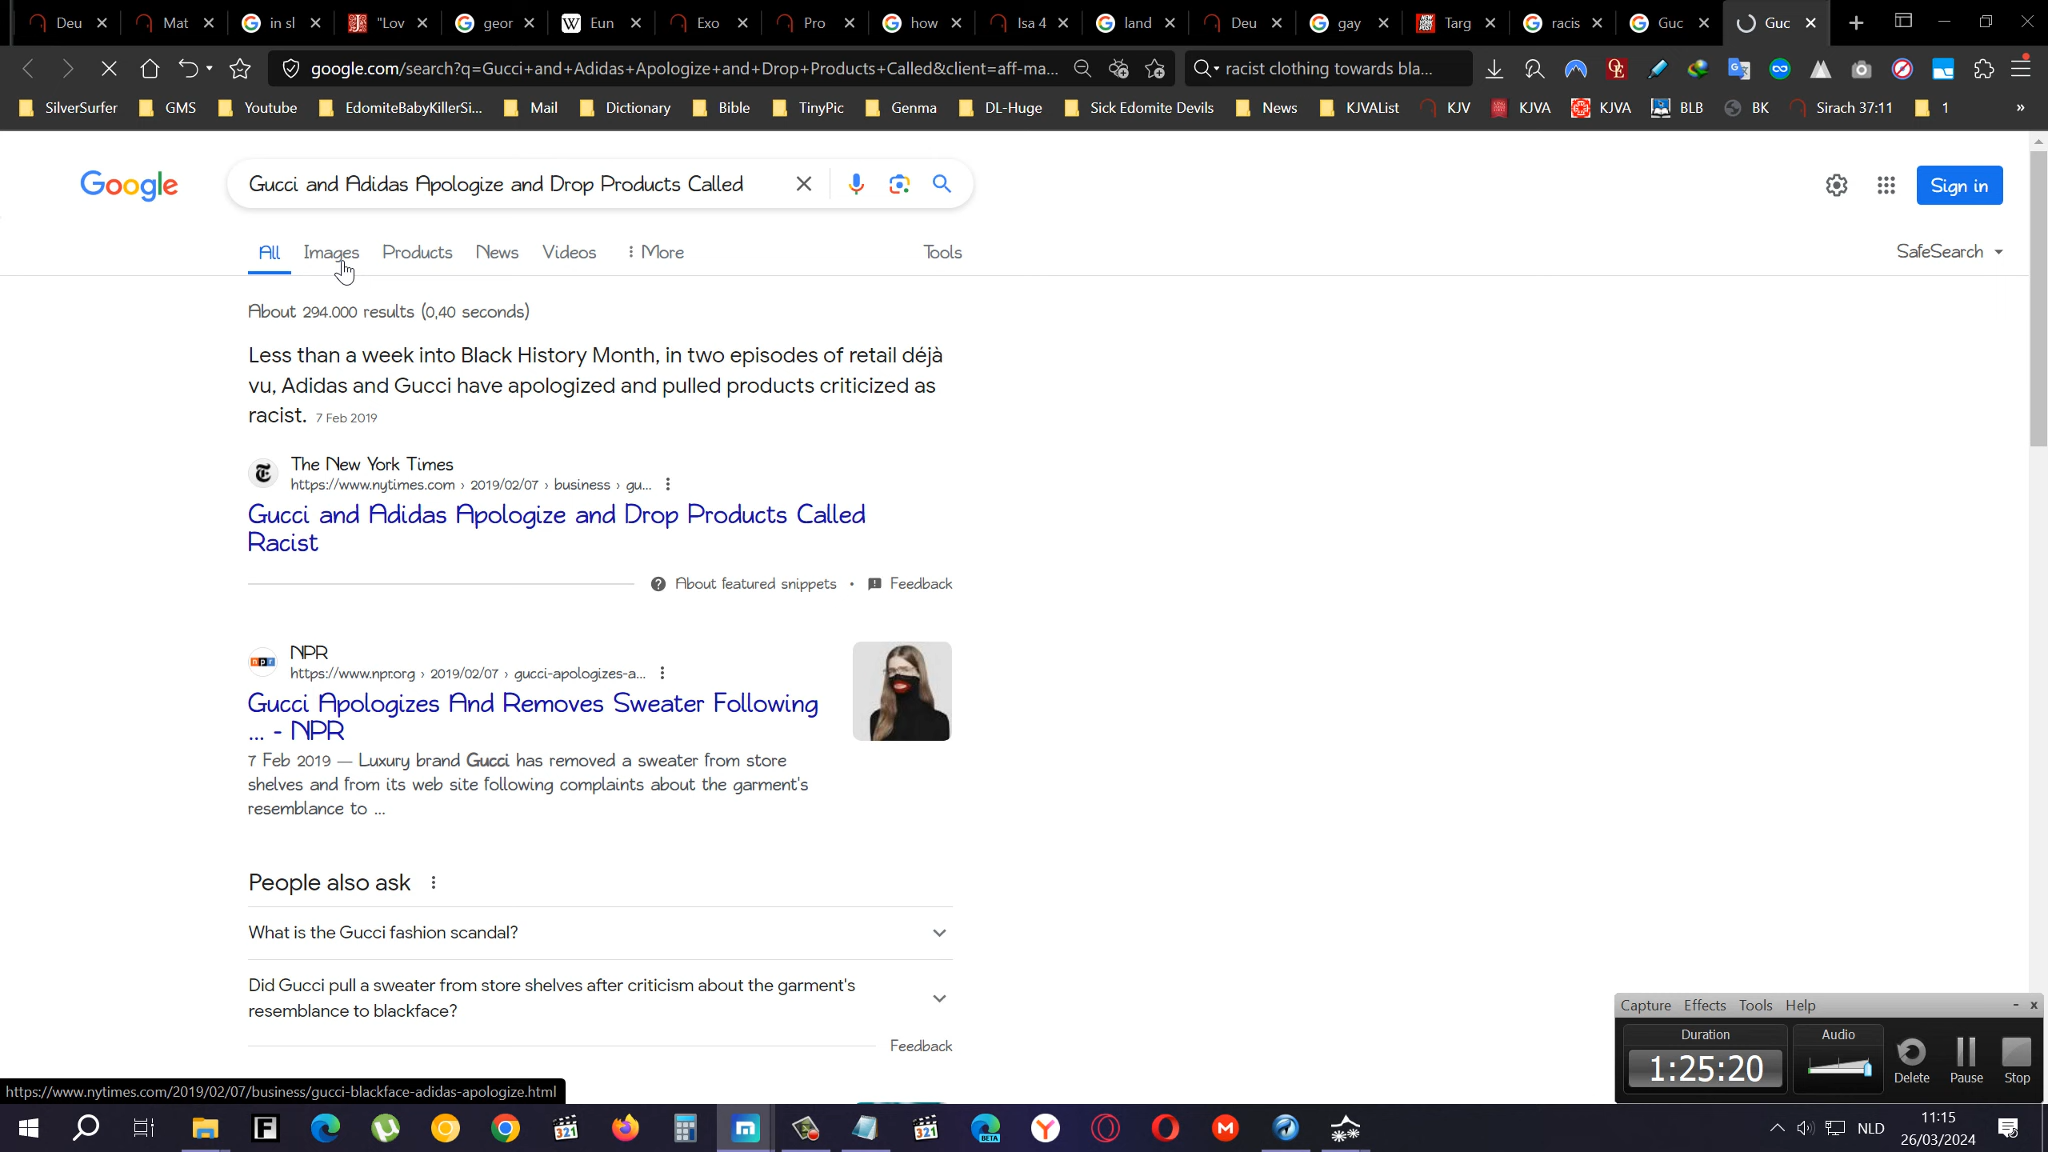 Deu Mat in sl "Lov geor Eun Exo Pro how Isa 4 land Deu gay Targ racis Guc Guc
google.com/search?q=Gucci+and+Adidas+Apologize+and+Drop+Products+Called&client=aff-ma... racist clothing towards bla...
SilverSurfer GMS Youtube EdomiteBabyKillerSi... Mail Dictionary Bible TinyPic Genma DL-Huge Sick Edomite Devils News KJVAList KJV KJVA KJVA BLB BK Sirach 37:11 1 »
Google Gucci and Adidas Apologize and Drop Products Called Sign in
All Images Products News Videos More Tools SafeSearch
About 294.000 results (0,40 seconds)
Less than a week into Black History Month, in two episodes of retail déjà
vu, Adidas and Gucci have apologized and pulled products criticized as
racist. 7 Feb 2019
The New York Times
https://www.nytimes.com › 2019/02/07 › business › gu...
Gucci and Adidas Apologize and Drop Products Called
Racist
About featured snippets • Feedback
NPR
https://www.npr.org › 2019/02/07 › gucci-apologizes-a...
Gucci Apologizes And Removes Sweater Following
... - NPR
7 Feb 2019 — Luxury brand Gucci has removed a sweater from store
shelves and from its web site following complaints about the garment's
resemblance to ...
People also ask
What is the Gucci fashion scandal?
Did Gucci pull a sweater from store shelves after criticism about the garment's
resemblance to blackface?
Feedback
Capture Effects Tools Help
Duration Audio
1:25:20 Delete Pause Stop
https://www.nytimes.com/2019/02/07/business/gucci-blackface-adidas-apologize.html
NLD 11:15
26/03/2024